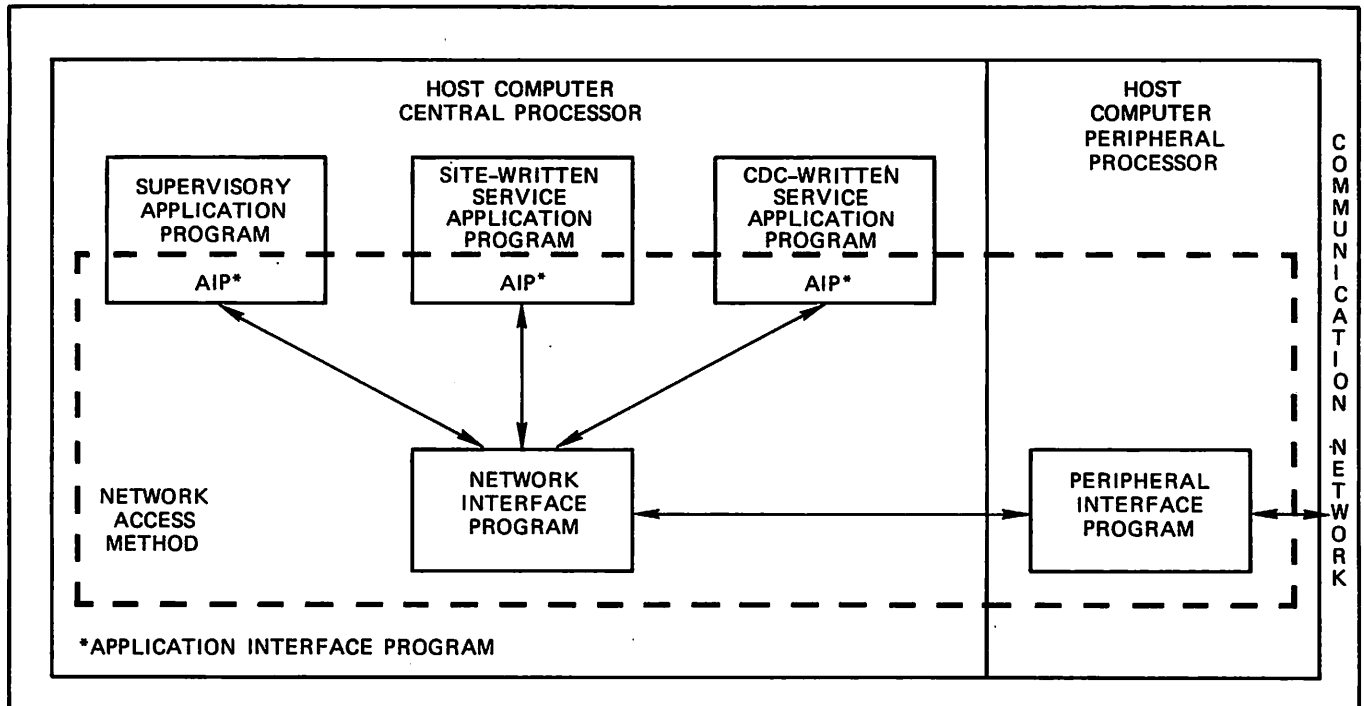 HOST COMPUTER
CENTRAL PROCESSOR
HOST
COMPUTER
PERIPHERAL
PROCESSOR
SUPERVISORY
APPLICATION
PROGRAM
AIP*
SITE-WRITTEN
SERVICE
APPLICATION
PROGRAM
AIP*
CDC-WRITTEN
SERVICE
APPLICATION
PROGRAM
AIP*
NETWORK
ACCESS
METHOD
NETWORK
INTERFACE
PROGRAM
PERIPHERAL
INTERFACE
PROGRAM
COMMUNICATION NETWORK
*APPLICATION INTERFACE PROGRAM